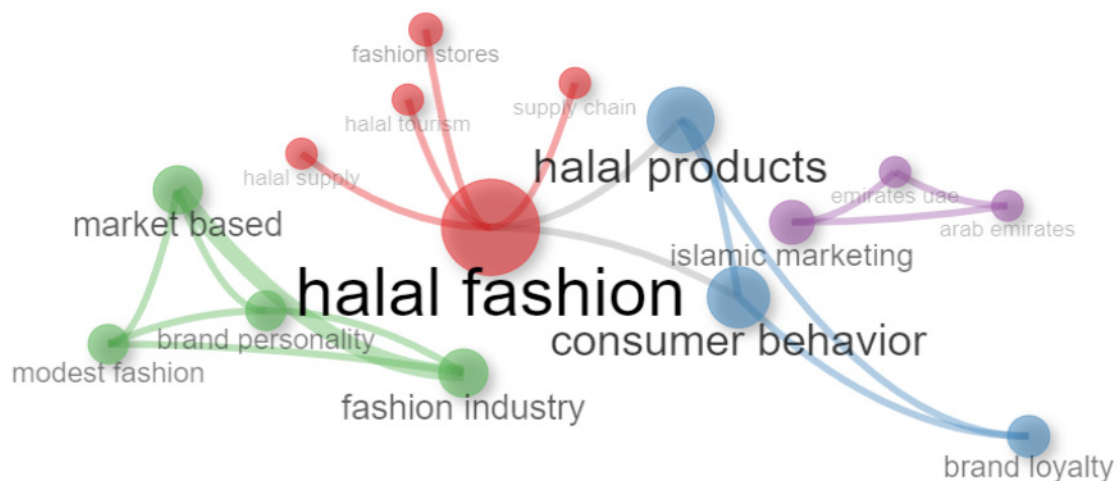 fashion stores
supply chain
halal tourism
halal products
halal supply
emirates uae
market based
arab emirates
islamic marketing
halal fashion
brand personality
consumer behavior
modest fashion
fashion industry
brand loyalty